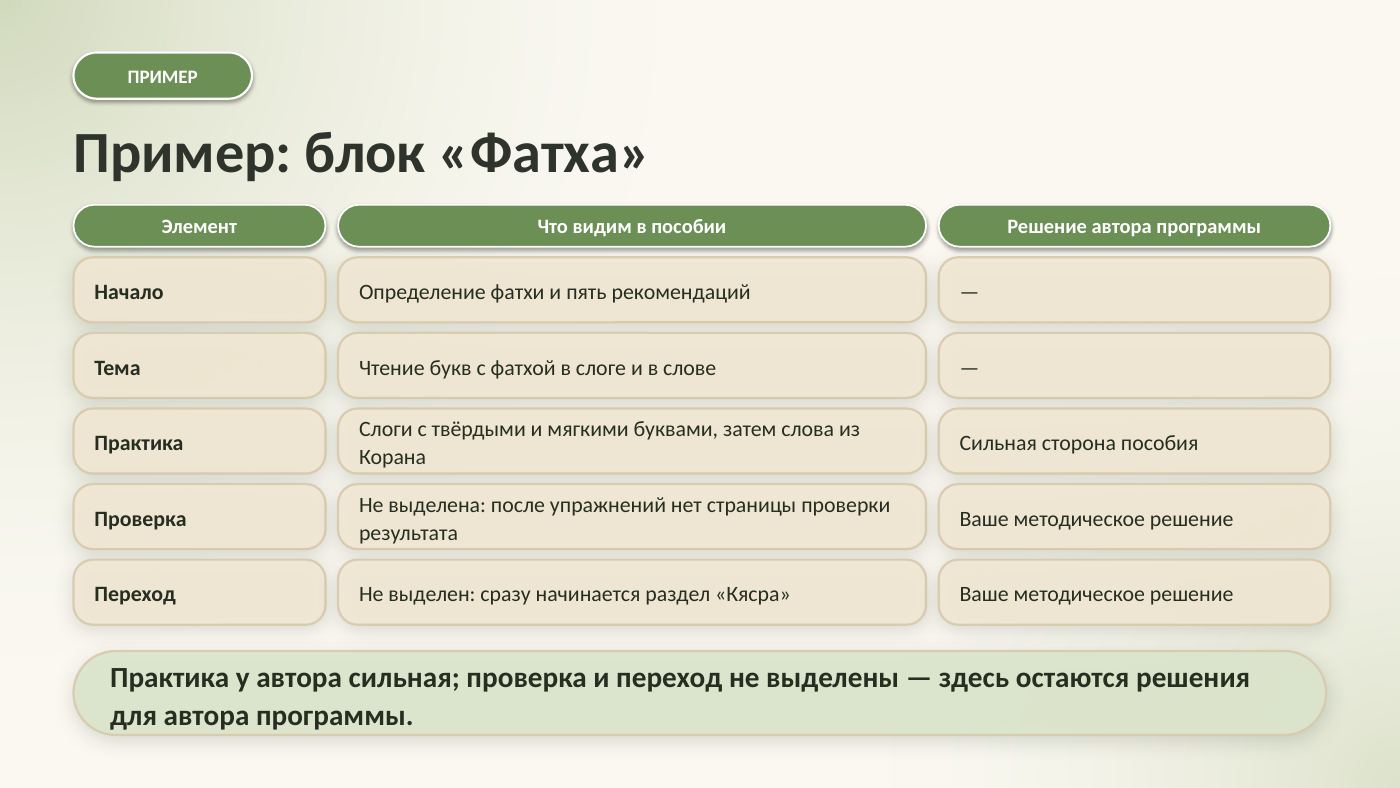 ПРИМЕР
Пример: блок «Фатха»
Элемент
Что видим в пособии
Решение автора программы
Начало
Определение фатхи и пять рекомендаций
—
Тема
Чтение букв с фатхой в слоге и в слове
—
Практика
Слоги с твёрдыми и мягкими буквами, затем слова из
Корана
Сильная сторона пособия
Проверка
Не выделена: после упражнений нет страницы проверки
результата
Ваше методическое решение
Переход
Не выделен: сразу начинается раздел «Кясра»
Ваше методическое решение
Практика у автора сильная; проверка и переход не выделены — здесь остаются решения
для автора программы.